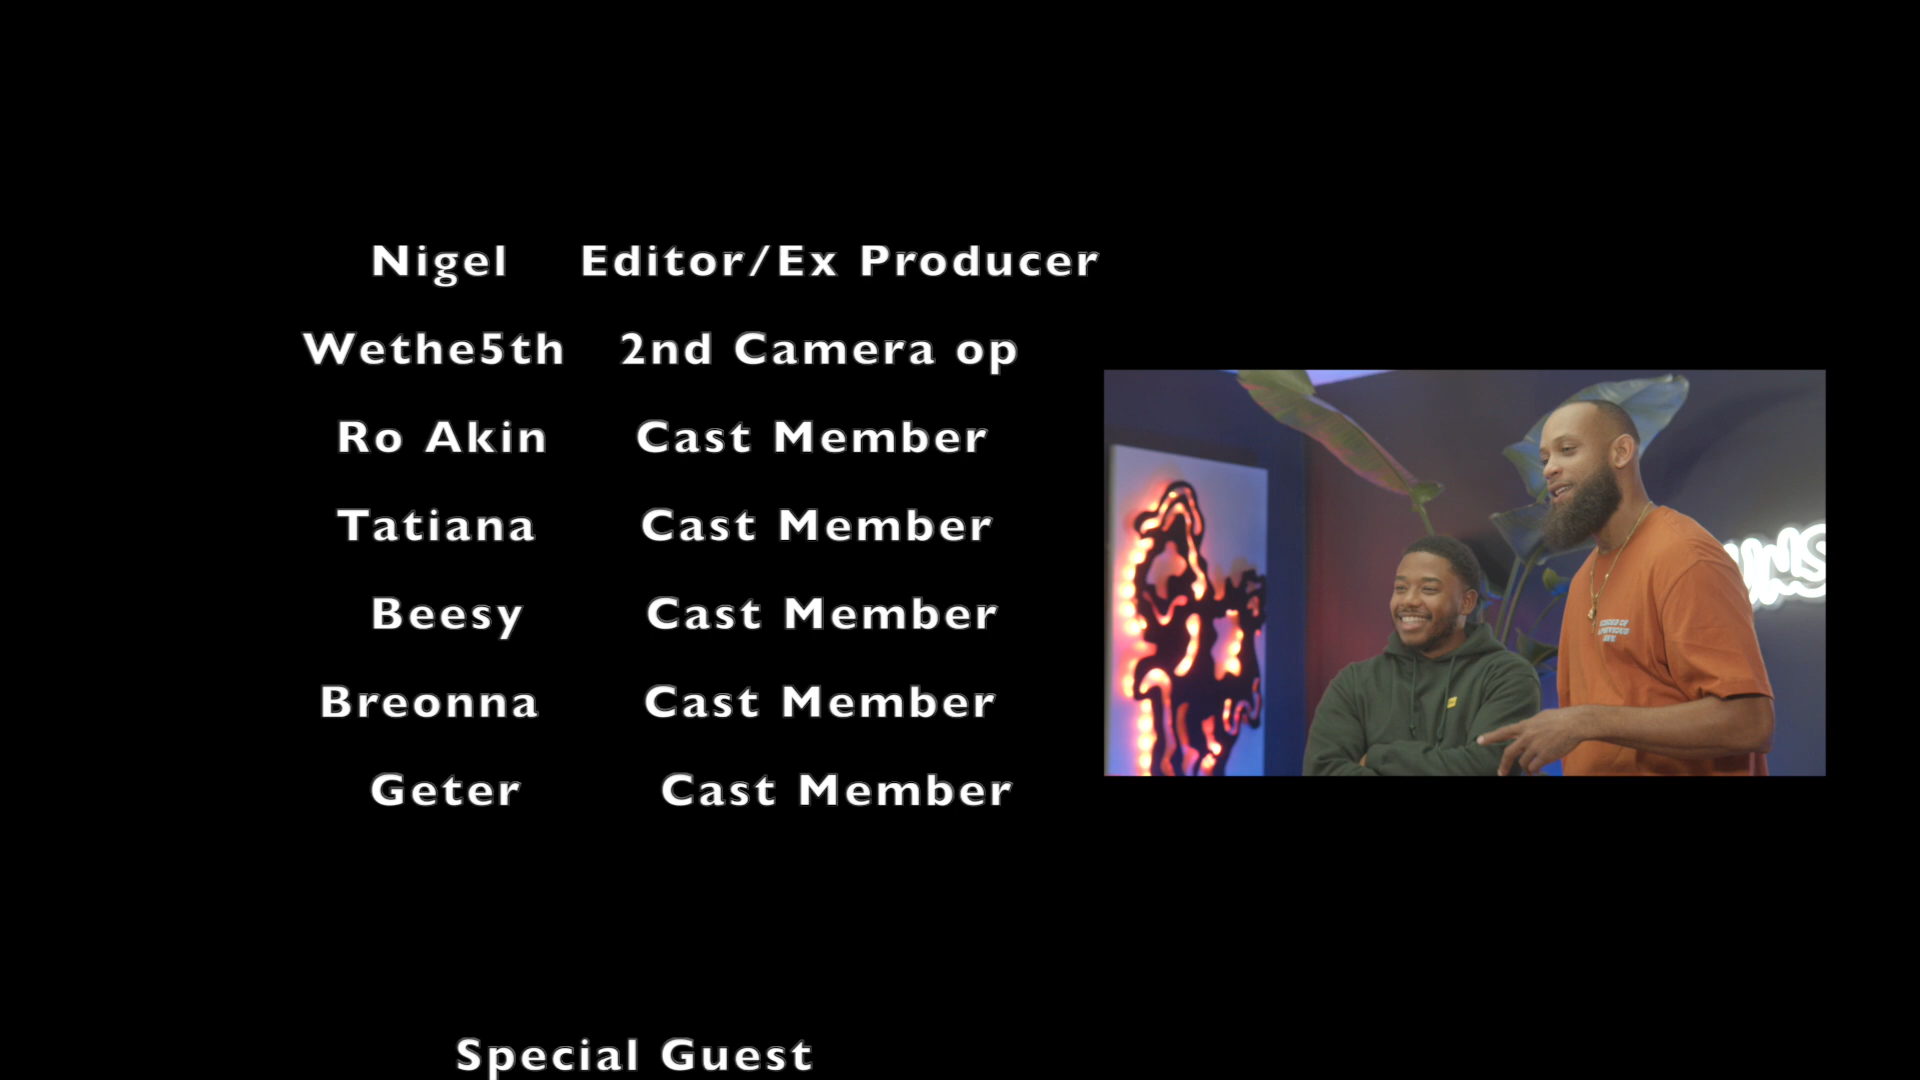 Nigel Editor/Ex Producer
Wethe5th 2nd Camera op
Ro Akin Cast Member
Tatiana Cast Member
Beesy Cast Member
Breonna Cast Member
Geter Cast Member
Special Guest